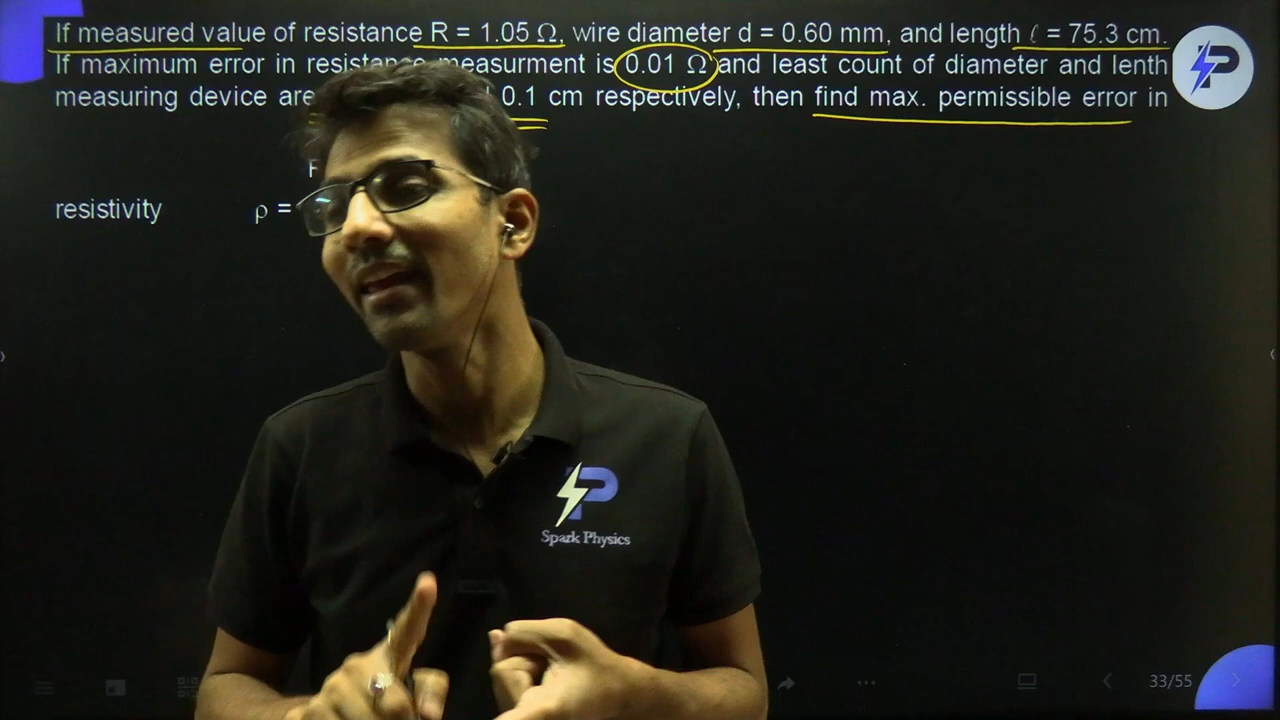 If measured value of resistance R = 1.05 Ω, wire diameter d = 0.60 mm, and length ℓ = 75.3 cm.
If maximum error in resistance measurment is 0.01 Ω and least count of diameter and lenth
measuring device are 0.1 cm respectively, then find max. permissible error in
resistivity ρ =
P
Spark Physics
33/55